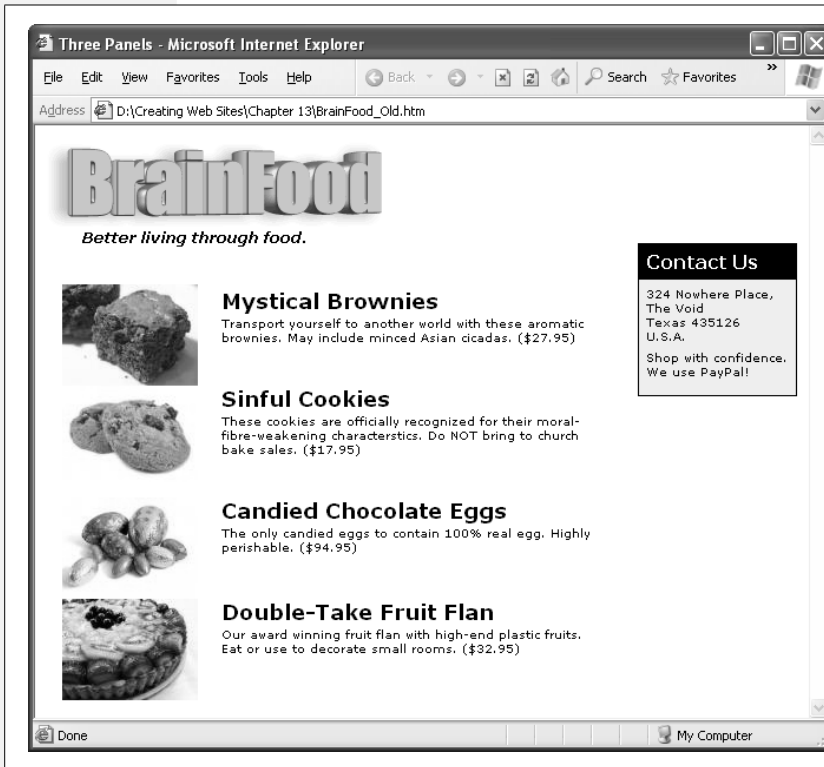 Three Panels - Microsoft Internet Explorer
File Edit View Favorites Tools Help Back Search Favorites »
Address D:\Creating Web Sites\Chapter 13\BrainFood_Old.htm
BrainFood
Better living through food.
Contact Us
324 Nowhere Place,
The Void
Texas 435126
U.S.A.
Shop with confidence.
We use PayPal!
Mystical Brownies
Transport yourself to another world with these aromatic
brownies. May include minced Asian cicadas. ($27.95)
Sinful Cookies
These cookies are officially recognized for their moral-
fibre-weakening characterstics. Do NOT bring to church
bake sales. ($17.95)
Candied Chocolate Eggs
The only candied eggs to contain 100% real egg. Highly
perishable. ($94.95)
Double-Take Fruit Flan
Our award winning fruit flan with high-end plastic fruits.
Eat or use to decorate small rooms. ($32.95)
Done My Computer